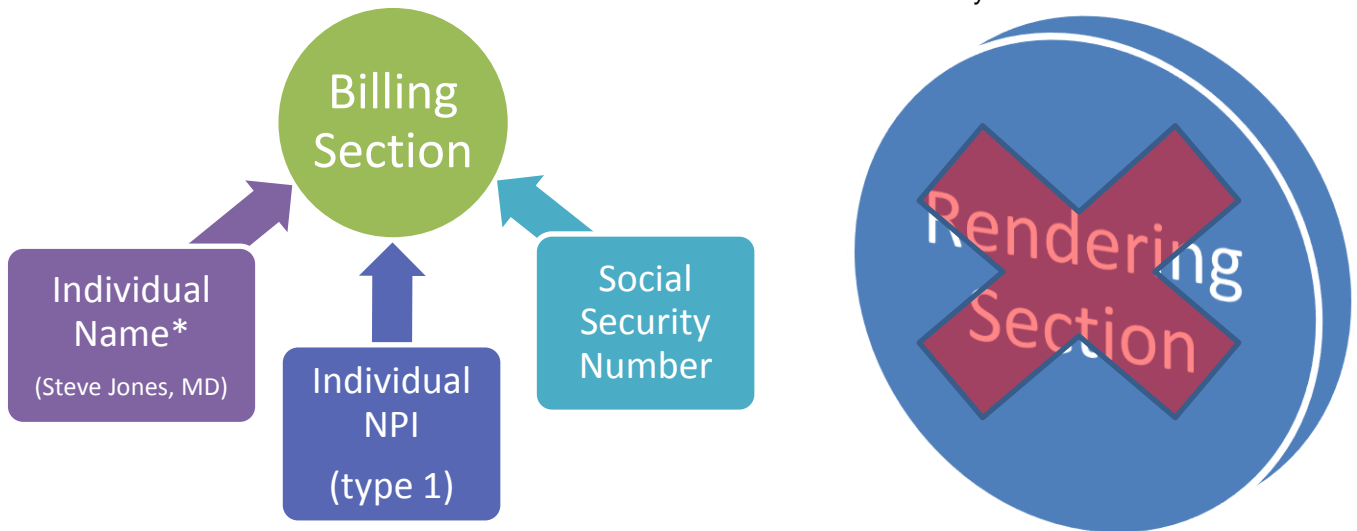 Billing
Section
Individual
Name*
(Steve Jones, MD)
Individual
NPI
(type 1)
Social
Security
Number
Rendering
Section